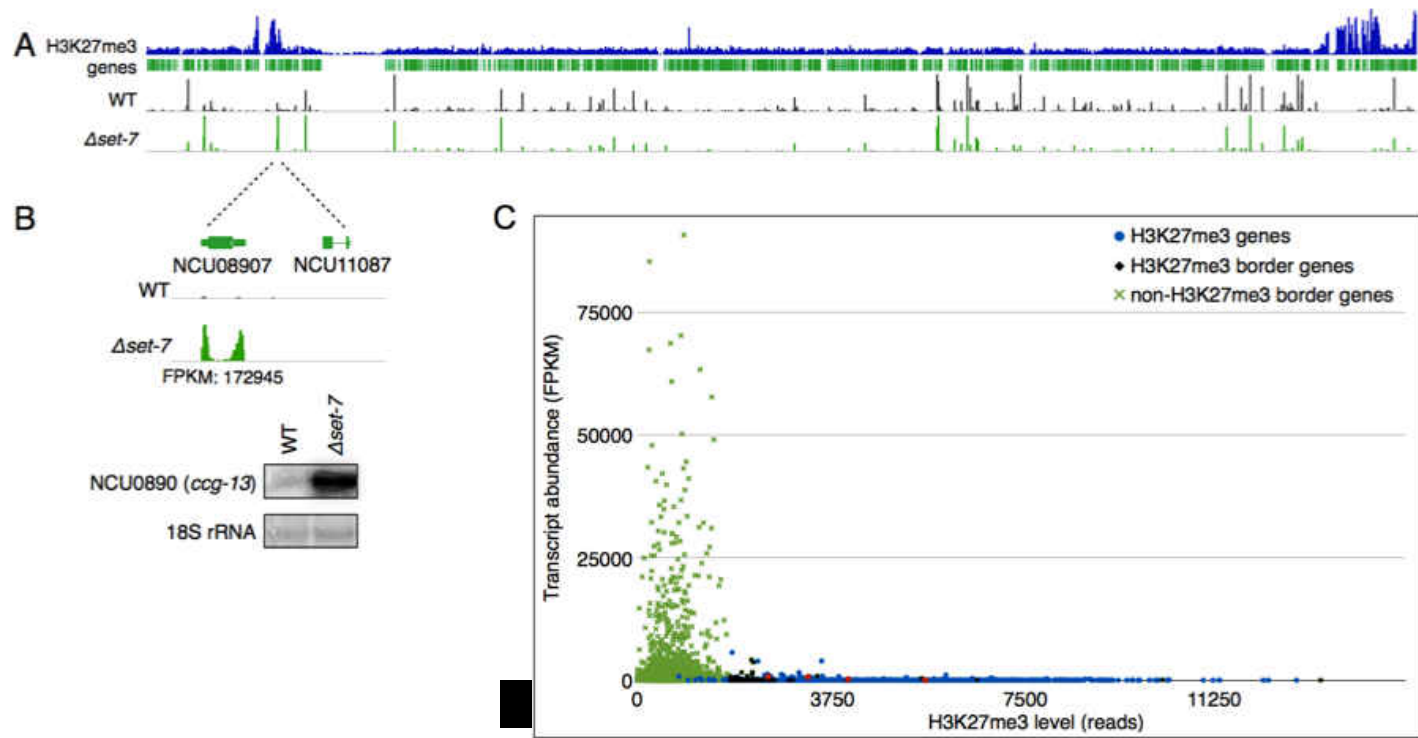 A
H3K27me3
genes
WT
Δset-7
B
NCU08907 NCU11087
WT
Δset-7
FPKM: 172945
WT Δset-7
NCU0890 (ccg-13)
18S rRNA
C
H3K27me3 genes
H3K27me3 border genes
non-H3K27me3 border genes
Transcript abundance (FPKM)
75000
50000
25000
0
0 3750 7500 11250
H3K27me3 level (reads)